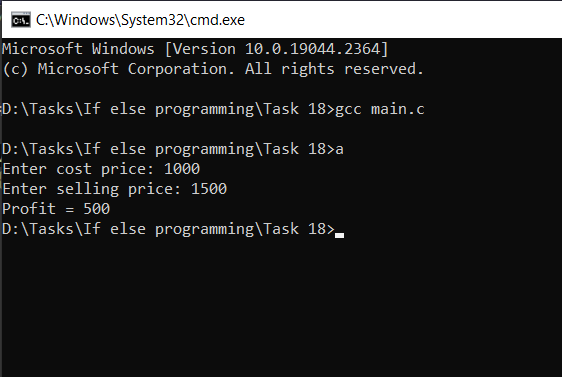 C:\Windows\System32\cmd.exe
Microsoft Windows [Version 10.0.19044.2364]
(c) Microsoft Corporation. All rights reserved.
D:\Tasks\If else programming\Task 18>gcc main.c
D:\Tasks\If else programming\Task 18>a
Enter cost price: 1000
Enter selling price: 1500
Profit = 500
D:\Tasks\If else programming\Task 18>